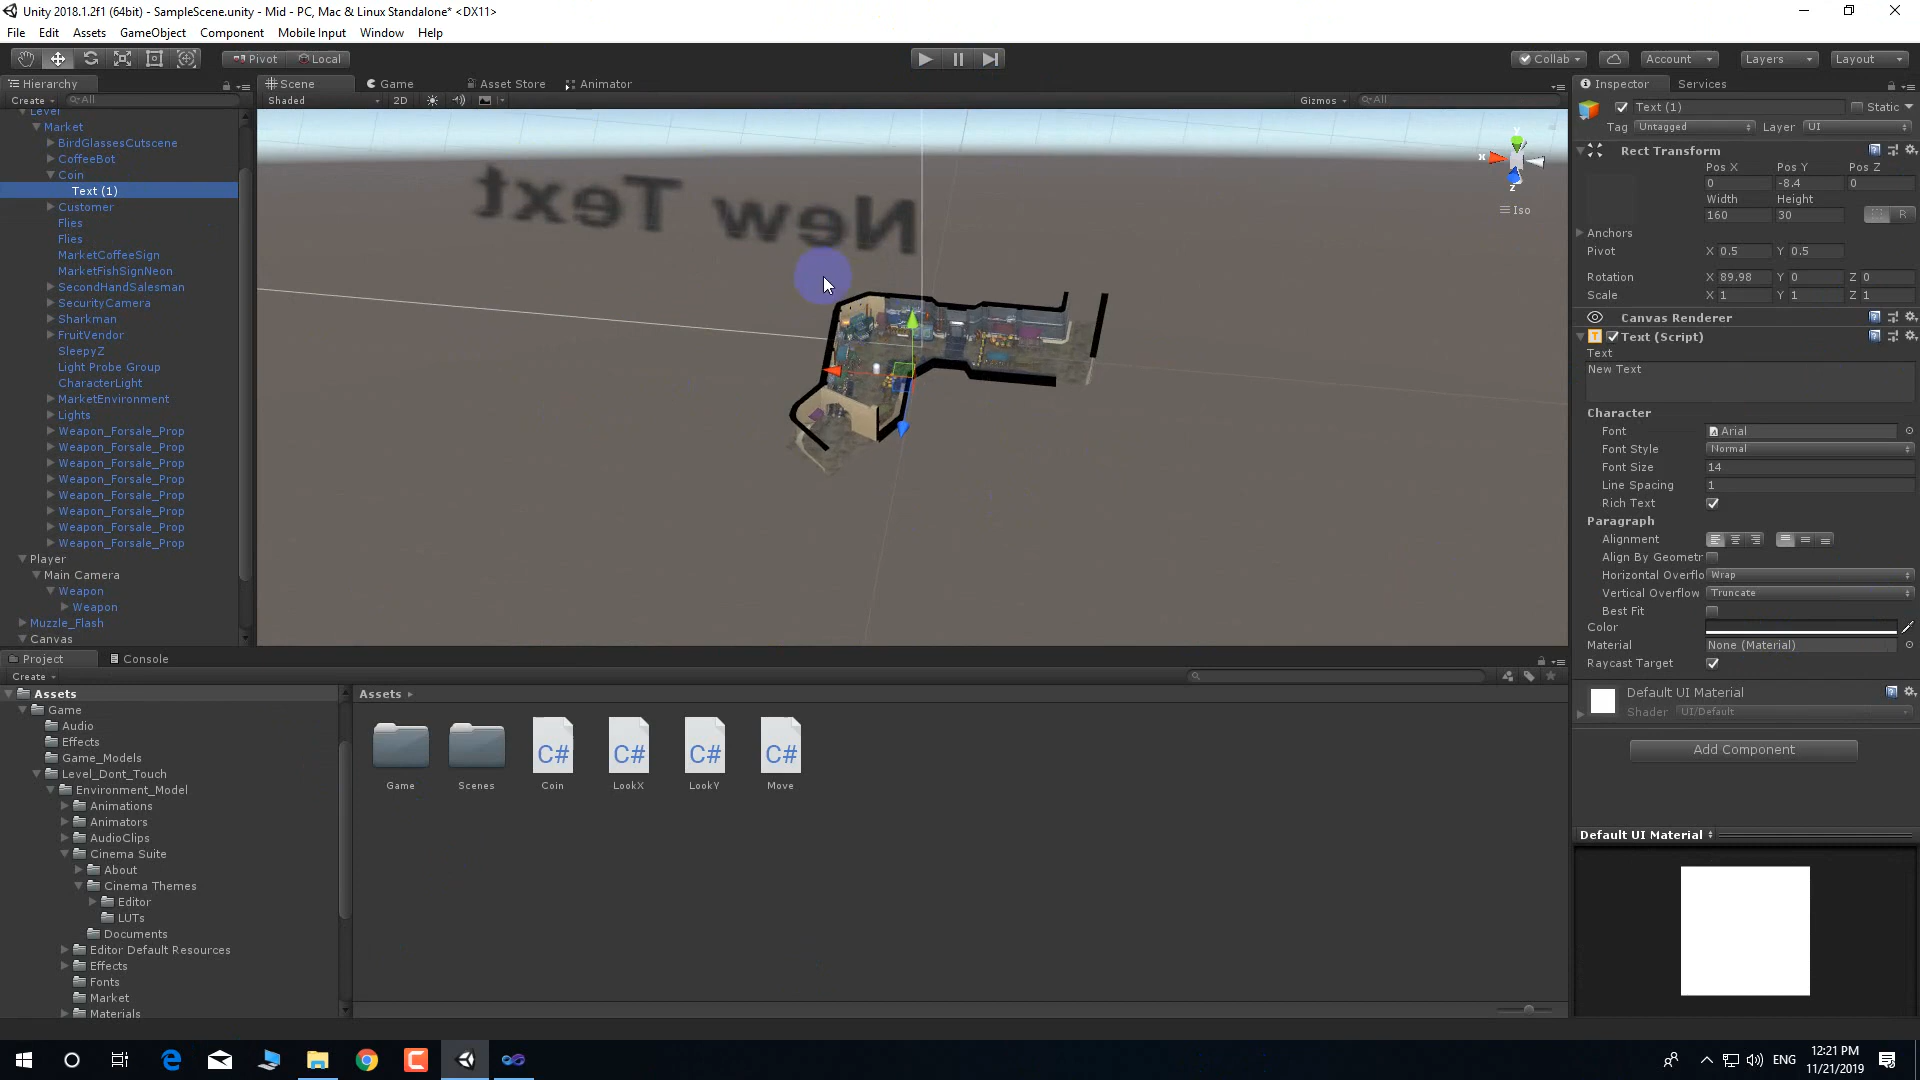 Unity 2018.1.2f1 (64bit) - SampleScene.unity - Mid - PC, Mac & Linux Standalone* <DX11>
File Edit Assets GameObject Component Mobile Input Window Help
Pivot Local Collab Account Layers Layout
Hierarchy
Create All
Level
Market
BirdGlassesCutscene
CoffeeBot
Coin
Text (1)
Customer
Flies
Flies
MarketCoffeeSign
MarketFishSignNeon
SecondHandSalesman
SecurityCamera
Sharkman
FruitVendor
SleepyZ
Light Probe Group
CharacterLight
MarketEnvironment
Lights
Weapon_Forsale_Prop
Weapon_Forsale_Prop
Weapon_Forsale_Prop
Weapon_Forsale_Prop
Weapon_Forsale_Prop
Weapon_Forsale_Prop
Weapon_Forsale_Prop
Weapon_Forsale_Prop
Player
Main Camera
Weapon
Weapon
Muzzle_Flash
Canvas
Scene Game Asset Store Animator
Shaded 2D Gizmos All
New Text
y
x
z
Iso
Inspector Services
Text (1) Static
Tag Untagged Layer UI
Rect Transform
Pos X Pos Y Pos Z
0 -8.4 0
Width Height
160 30 R
Anchors
Pivot X 0.5 Y 0.5
Rotation X 89.98 Y 0 Z 0
Scale X 1 Y 1 Z 1
Canvas Renderer
Text (Script)
Text
New Text
Character
Font Arial
Font Style Normal
Font Size 14
Line Spacing 1
Rich Text
Paragraph
Alignment
Align By Geometr
Horizontal Overflo Wrap
Vertical Overflow Truncate
Best Fit
Color
Material None (Material)
Raycast Target
Default UI Material
Shader UI/Default
Add Component
Default UI Material
Project Console
Create
Assets
Game
Audio
Effects
Game_Models
Level_Dont_Touch
Environment_Model
Animations
Animators
AudioClips
Cinema Suite
About
Cinema Themes
Editor
LUTs
Documents
Editor Default Resources
Effects
Fonts
Market
Materials
Assets
C# C# C# C#
Game Scenes Coin LookX LookY Move
ENG
12:21 PM
11/21/2019